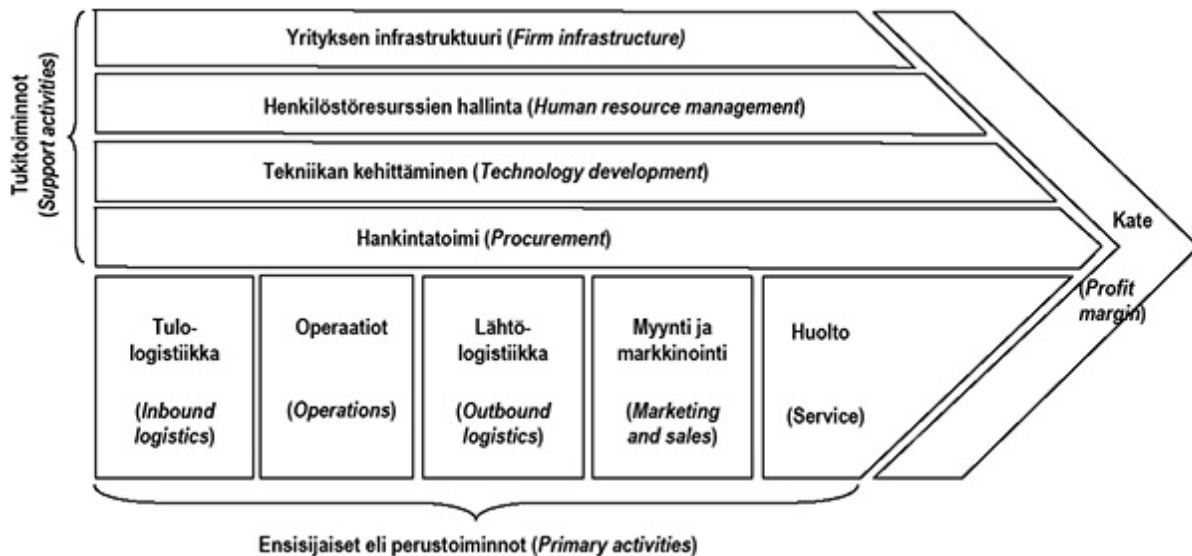 Tukitoiminnot
(Support activities)
Yrityksen infrastruktuuri (Firm infrastructure)
Henkilöstöresurssien hallinta (Human resource management)
Tekniikan kehittäminen (Technology development)
Hankintatoimi (Procurement)
Kate
(Profit
margin)
Tulo-
logistiikka
(Inbound
logistics)
Operaatiot
(Operations)
Lähtö-
logistiikka
(Outbound
logistics)
Myynti ja
markkinointi
(Marketing
and sales)
Huolto
(Service)
Ensisijaiset eli perustoiminnot (Primary activities)